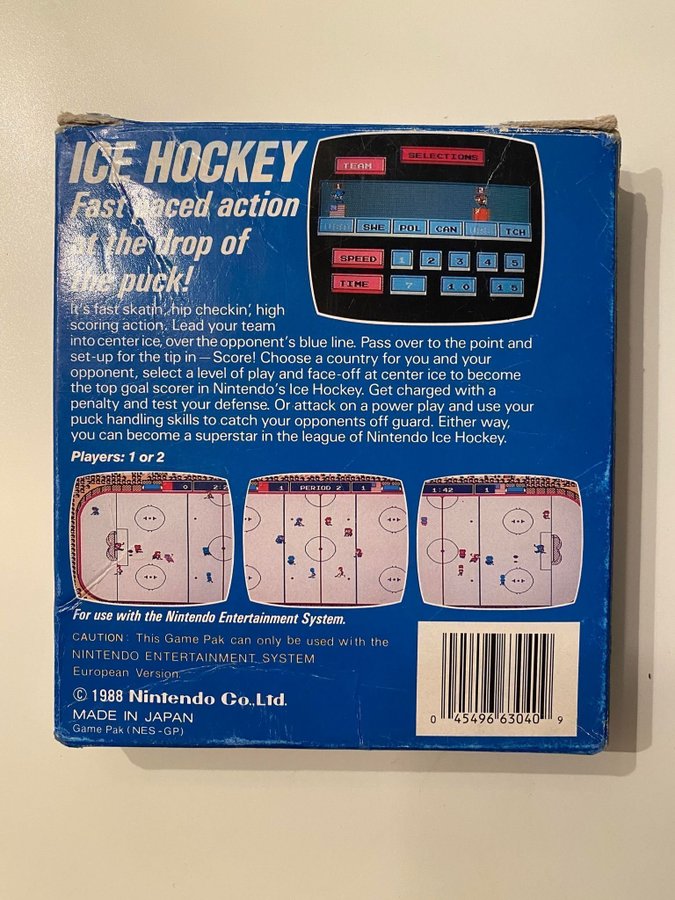 ICE HOCKEY
Fast paced action
at the drop of
the puck!
It's fast skatin', hip checkin', high
scoring action. Lead your team
into center ice, over the opponent's blue line. Pass over to the point and
set-up for the tip in — Score! Choose a country for you and your
opponent, select a level of play and face-off at center ice to become
the top goal scorer in Nintendo's Ice Hockey. Get charged with a
penalty and test your defense. Or attack on a power play and use your
puck handling skills to catch your opponents off guard. Either way,
you can become a superstar in the league of Nintendo Ice Hockey.
TEAM SELECTIONS
SWE POL CAN TCH
SPEED 1 2 3 4 5
TIME 7 10 15
Players: 1 or 2
0
1 PERIOD 2 1
1:42 1
For use with the Nintendo Entertainment System.
CAUTION: This Game Pak can only be used with the
NINTENDO ENTERTAINMENT SYSTEM
European Version.
© 1988 Nintendo Co., Ltd.
MADE IN JAPAN
Game Pak (NES-GP)
0 45496 63040 9